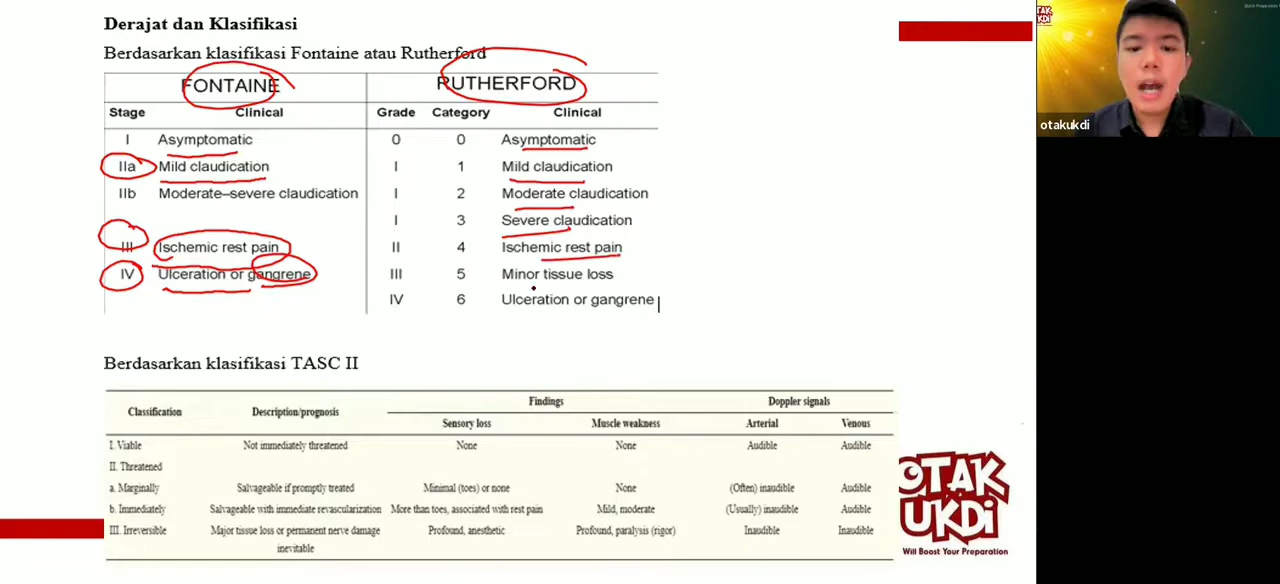 Derajat dan Klasifikasi
Berdasarkan klasifikasi Fontaine atau Rutherford
FONTAINE RUTHERFORD
Stage Clinical Grade Category Clinical
I Asymptomatic 0 0 Asymptomatic
IIa Mild claudication I 1 Mild claudication
IIb Moderate–severe claudication I 2 Moderate claudication
I 3 Severe claudication
III Ischemic rest pain II 4 Ischemic rest pain
IV Ulceration or gangrene III 5 Minor tissue loss
IV 6 Ulceration or gangrene
Berdasarkan klasifikasi TASC II
Classification Description/prognosis Findings Doppler signals
Sensory loss Muscle weakness Arterial Venous
I. Viable Not immediately threatened None None Audible Audible
II. Threatened
a. Marginally Salvageable if promptly treated Minimal (toes) or none None (Often) inaudible Audible
b. Immediately Salvageable with immediate revascularization More than toes, associated with rest pain Mild, moderate (Usually) inaudible Audible
III. Irreversible Major tissue loss or permanent nerve damage Profound, anesthetic Profound, paralysis (rigor) Inaudible Inaudible
inevitable
OTAK
UKDI
otakukdi
OTAK
UKDi
Will Boost Your Preparation